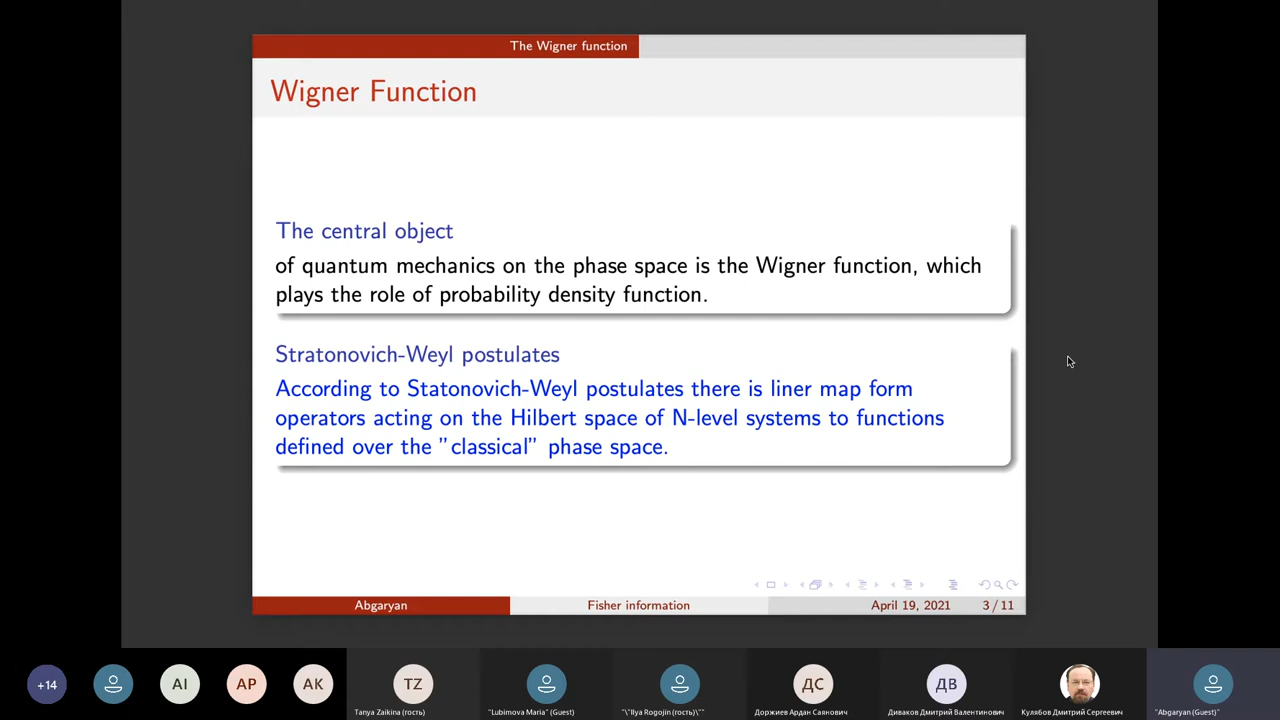 The Wigner function
Wigner Function
The central object
of quantum mechanics on the phase space is the Wigner function, which
plays the role of probability density function.
Stratonovich-Weyl postulates
According to Statonovich-Weyl postulates there is liner map form
operators acting on the Hilbert space of N-level systems to functions
defined over the "classical" phase space.
Abgaryan
Fisher information
April 19, 2021
3 / 11
+14
AI
AP
AK
TZ
ДС
ДВ
Tanya Zaikina (гость)
"Lubimova Maria" (Guest)
"\"Ilya Rogojin (гость)\""
Доржиев Ардан Саянович
Диваков Дмитрий Валентинович
Кулябов Дмитрий Сергеевич
"Abgaryan (Guest)"